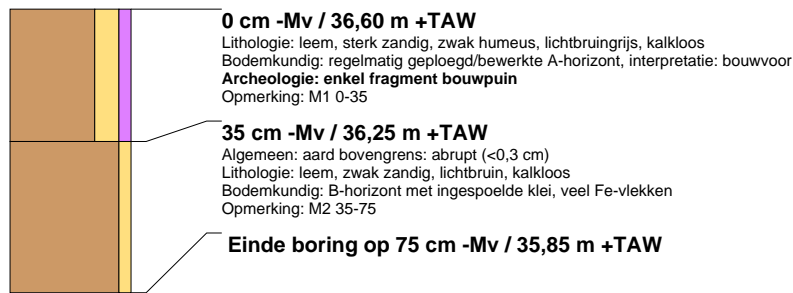 0 cm -Mv / 36,60 m +TAW
Lithologie: leem, sterk zandig, zwak humeus, lichtbruingrijs, kalkloos
Bodemkundig: regelmatig geploegd/bewerkte A-horizont, interpretatie: bouwvoor
Archeologie: enkel fragment bouwpuin
Opmerking: M1 0-35
35 cm -Mv / 36,25 m +TAW
Algemeen: aard bovengrens: abrupt (<0,3 cm)
Lithologie: leem, zwak zandig, lichtbruin, kalkloos
Bodemkundig: B-horizont met ingespoelde klei, veel Fe-vlekken
Opmerking: M2 35-75
Einde boring op 75 cm -Mv / 35,85 m +TAW